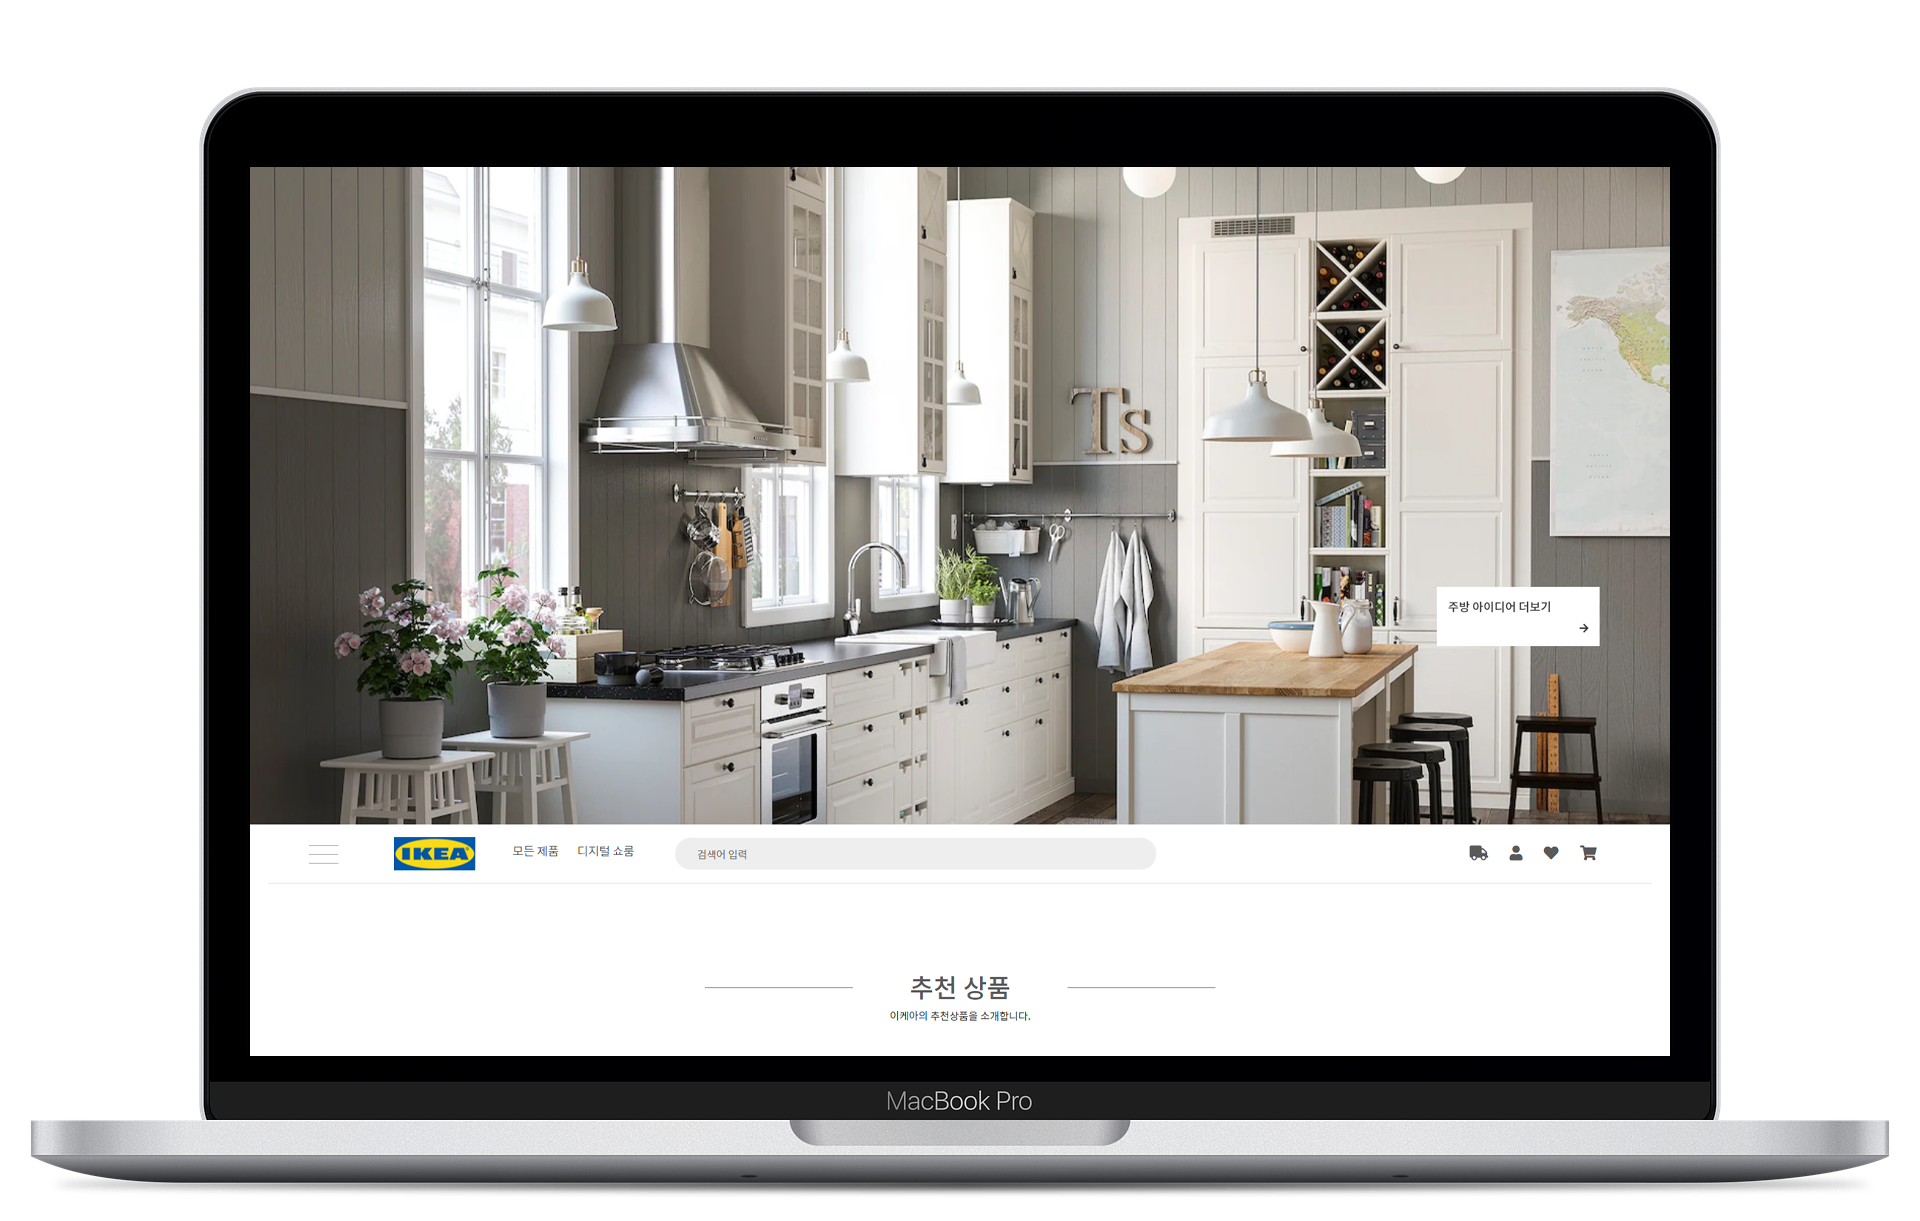 Ts
주방 아이디어 더보기
IKEA
모든 제품 디지털 쇼룸
검색어 입력
추천 상품
이케아의 추천상품을 소개합니다.
MacBook Pro